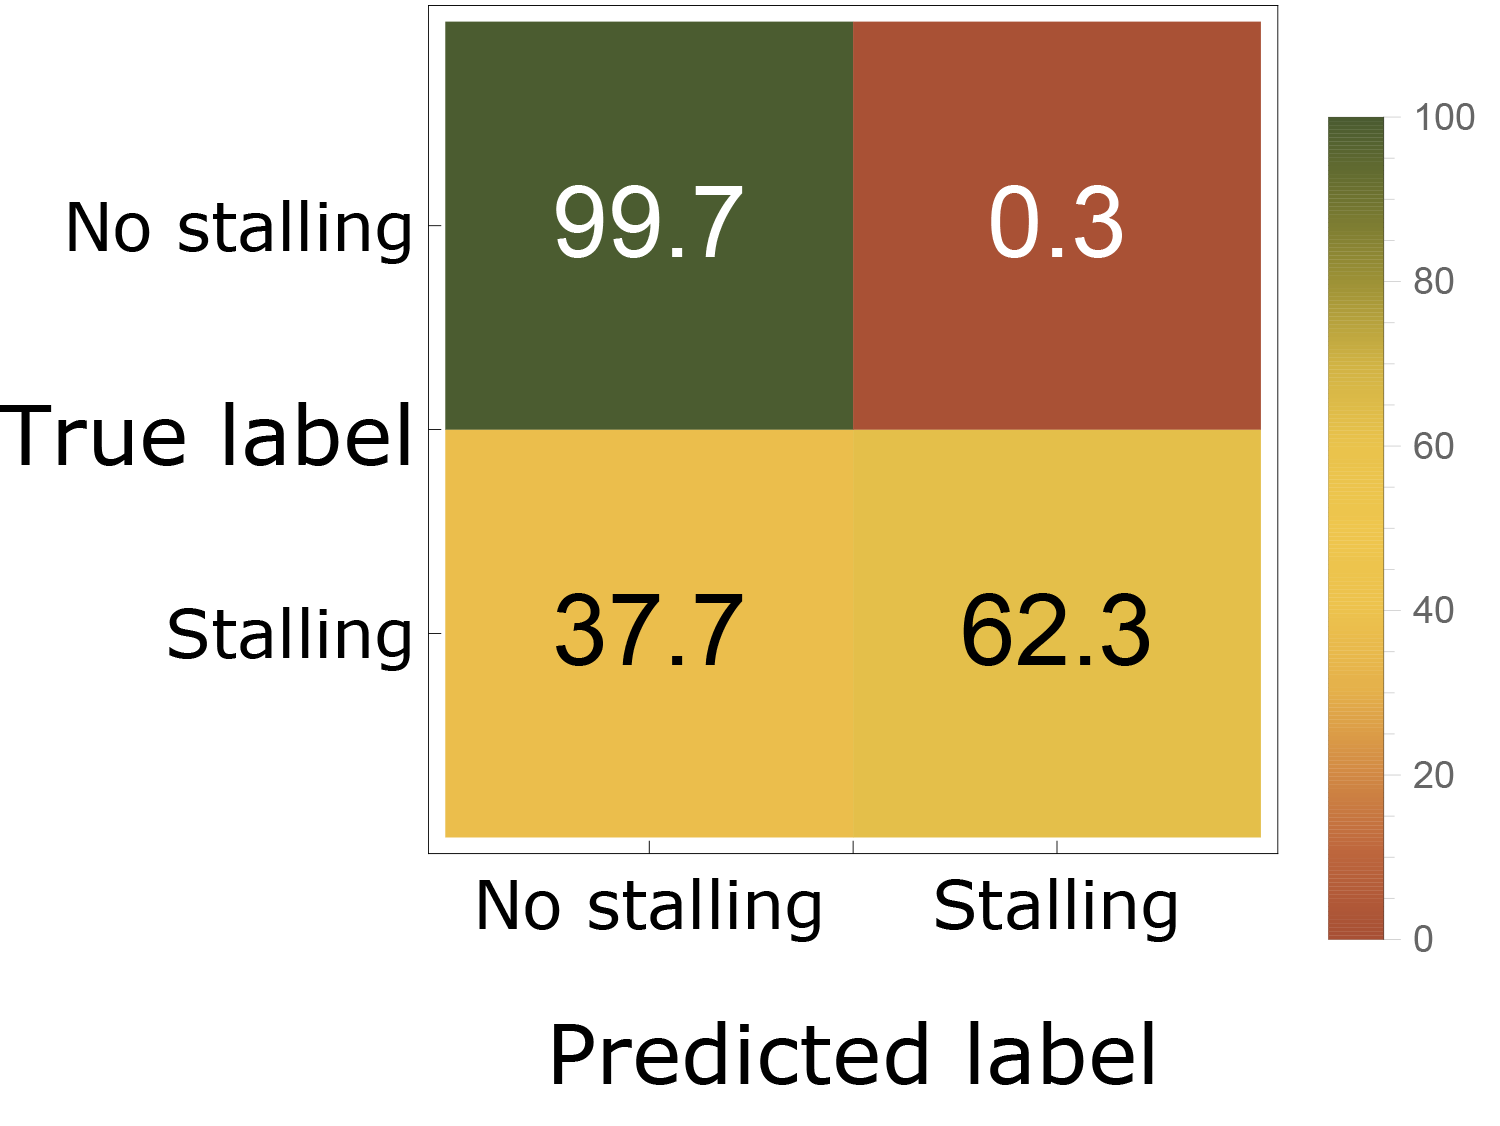 No stalling
99.7
0.3
True label
Stalling
37.7
62.3
No stalling
Stalling
Predicted label
100
80
60
40
20
0